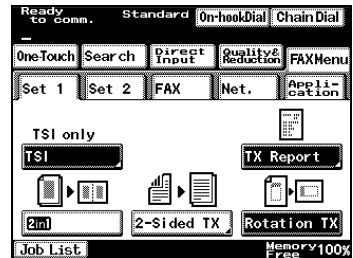 Ready to comm. Standard On-hookDial Chain Dial
One-Touch Search Direct Input Quality& Reduction FAXMenu
Set 1 Set 2 FAX Net. Appli-cation
TSI only
TSI TX Report
2in1 2-Sided TX Rotation TX
Job List Memory Free 100%